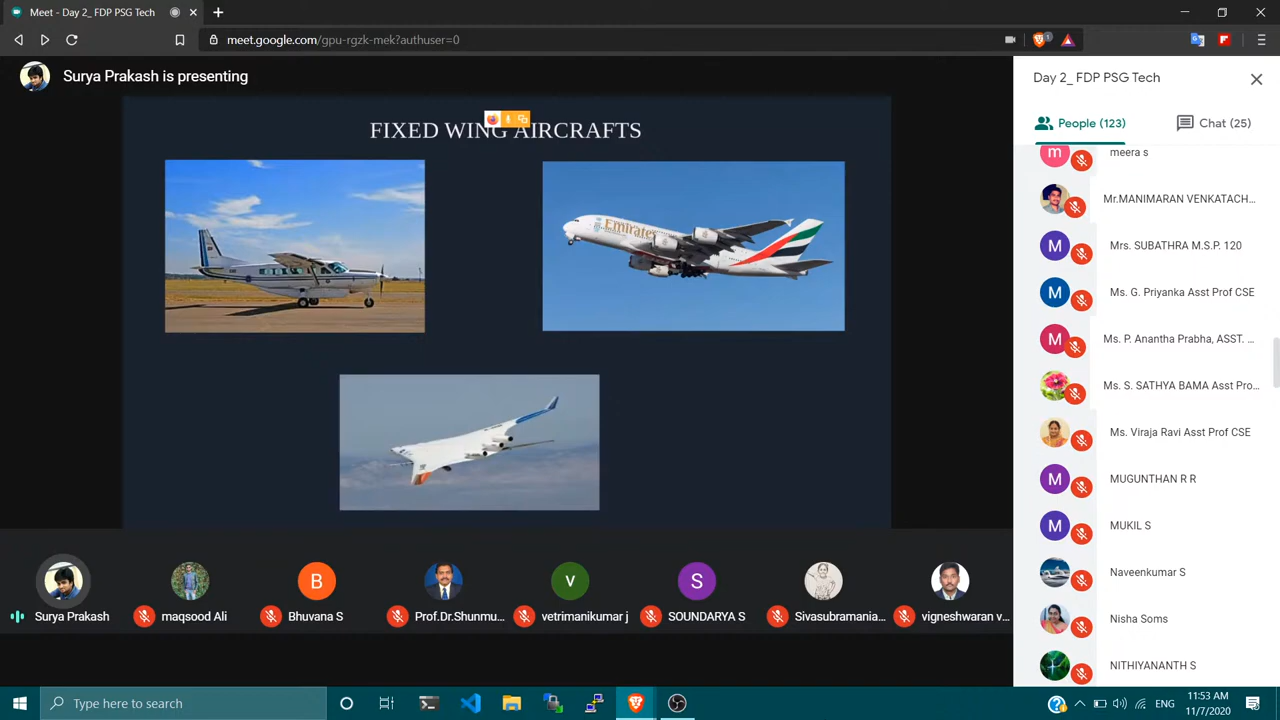 Meet - Day 2_ FDP PSG Tech
meet.google.com/gpu-rgzk-mek?authuser=0
1
Surya Prakash is presenting
FIXED WING AIRCRAFTS
Emirates
Day 2_ FDP PSG Tech
People (123)
Chat (25)
m meera s
Mr.MANIMARAN VENKATACH...
M Mrs. SUBATHRA M.S.P. 120
M Ms. G. Priyanka Asst Prof CSE
M Ms. P. Anantha Prabha, ASST. ...
Ms. S. SATHYA BAMA Asst Pro...
Ms. Viraja Ravi Asst Prof CSE
M MUGUNTHAN R R
M MUKIL S
Naveenkumar S
Nisha Soms
NITHIYANANTH S
B
V
S
Surya Prakash
maqsood Ali
Bhuvana S
Prof.Dr.Shunmu...
vetrimanikumar j
SOUNDARYA S
Sivasubramania...
vigneshwaran v...
Type here to search
ENG
11:53 AM
11/7/2020